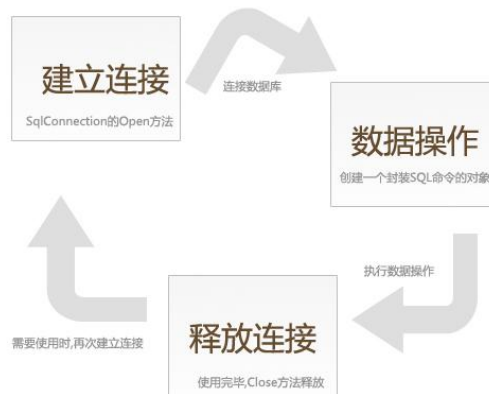 建立连接
SqlConnection的Open方法
连接数据库
数据操作
创建一个封装SQL命令的对象
执行数据操作
释放连接
使用完毕,Close方法释放
需要使用时,再次建立连接